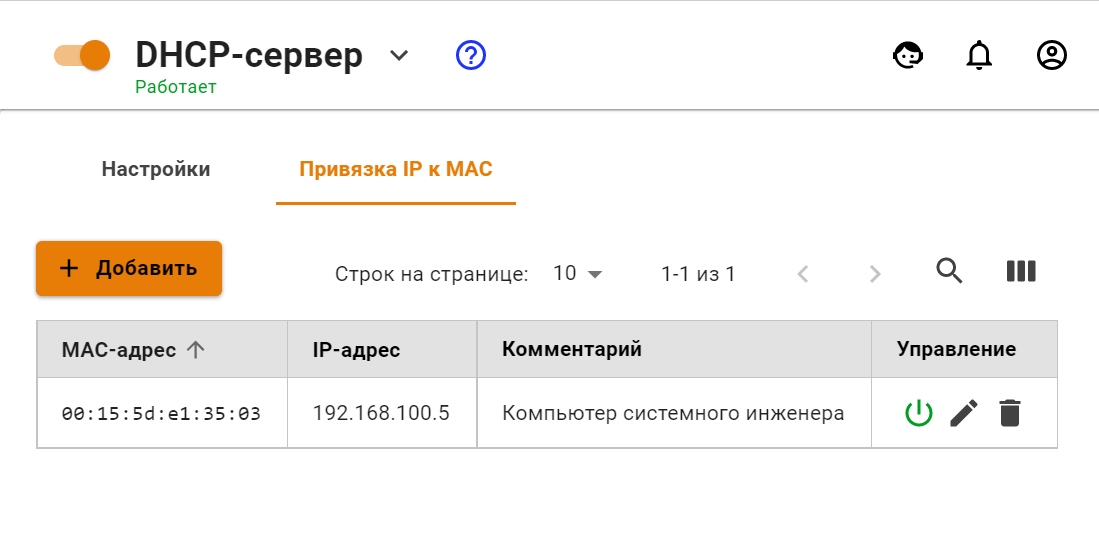 DHCP-сервер
Работает
Настройки
Привязка IP к MAC
Добавить
Строк на странице: 10 1-1 из 1
MAC-адрес IP-адрес Комментарий Управление
00:15:5d:e1:35:03 192.168.100.5 Компьютер системного инженера